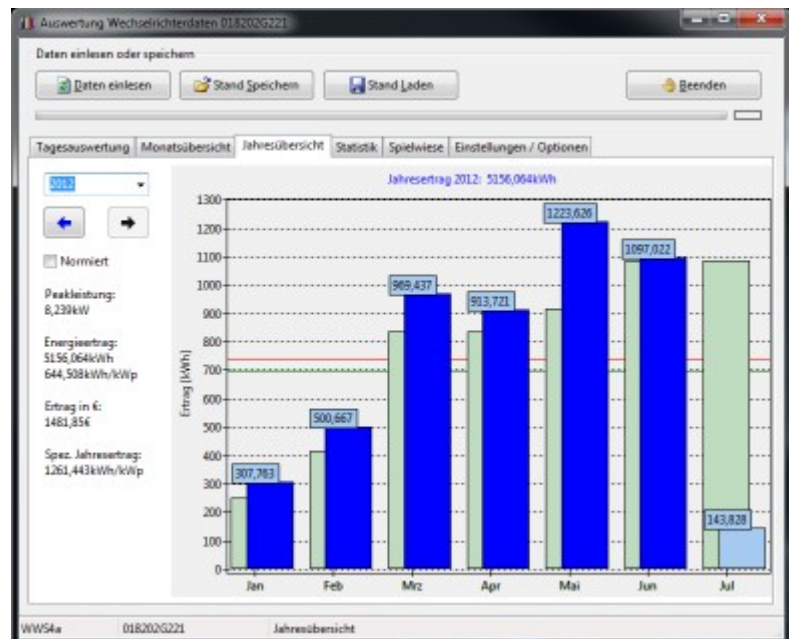 Auswertung Wechselrichterdaten 018202G221
Daten einlesen oder speichern
Daten einlesen
Stand Speichern
Stand Laden
Beenden
Tagesauswertung Monatsübersicht Jahresübersicht Statistik Spielwiese Einstellungen / Optionen
2012
Normiert
Peakleistung:
8,239kW
Energieertrag:
5156,064kWh
644,508kWh/kWp
Ertrag in €:
1481,85€
Spez. Jahresertrag:
1261,443kWh/kWp
Jahresertrag 2012: 5156,064kWh
Ertrag [kWh]
1300
1200
1100
1000
900
800
700
600
500
400
300
200
100
0
307,763
500,667
969,437
913,721
1223,626
1097,022
143,828
Jan Feb Mrz Apr Mai Jun Jul
WWS4a 018202G221 Jahresübersicht